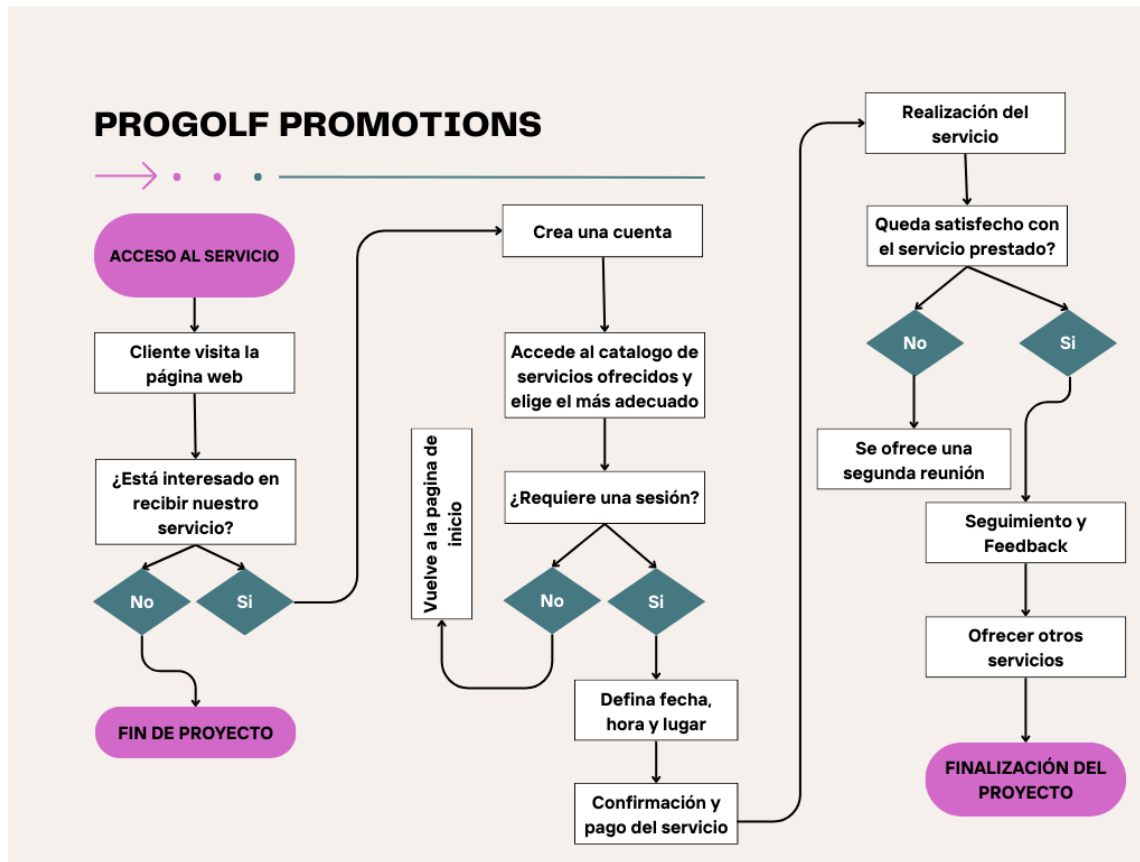 PROGOLF PROMOTIONS
ACCESO AL SERVICIO
Cliente visita la
página web
¿Está interesado en
recibir nuestro
servicio?
No
Si
FIN DE PROYECTO
Crea una cuenta
Accede al catalogo de
servicios ofrecidos y
elige el más adecuado
¿Requiere una sesión?
No
Si
Vuelve a la pagina de
inicio
Defina fecha,
hora y lugar
Confirmación y
pago del servicio
Realización del
servicio
Queda satisfecho con
el servicio prestado?
No
Si
Se ofrece una
segunda reunión
Seguimiento y
Feedback
Ofrecer otros
servicios
FINALIZACIÓN DEL
PROYECTO